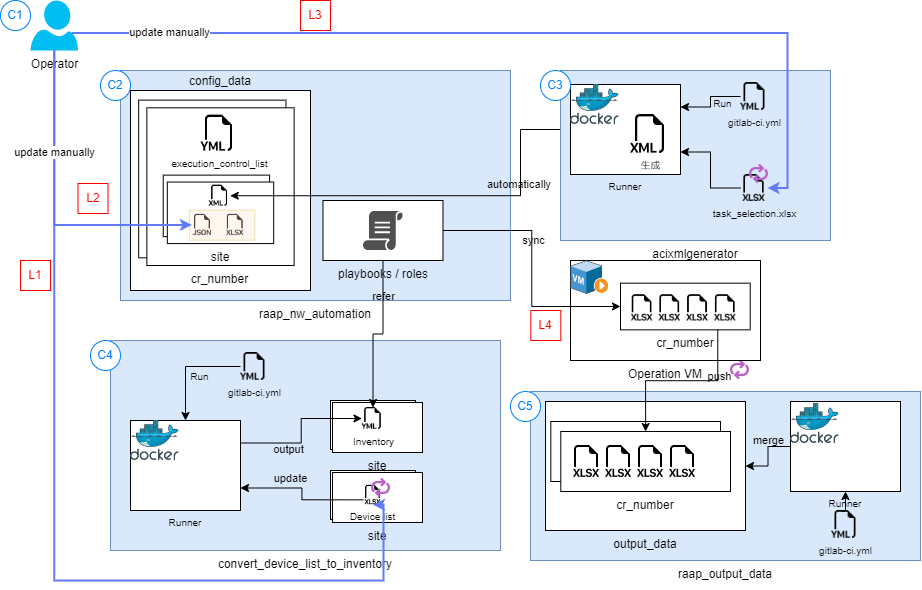 C1
L3
update manually
Operator
C2
config_data
YML
execution_control_list
XML
JSON
XLSX
site
cr_number
playbooks / roles
refer
raap_nw_automation
update manually
L2
L1
automatically
sync
C3
docker
XML
生成
Runner
Run
YML
gitlab-ci.yml
XLSX
task_selection.xlsx
acixmlgenerator
VM
XLSX XLSX XLSX XLSX
cr_number
L4
Operation VM
push
C4
Run
YML
gitlab-ci.yml
docker
Runner
output
update
YML
Inventory
site
XLSX
Device list
site
convert_device_list_to_inventory
C5
XLSX XLSX XLSX XLSX
cr_number
output_data
merge
docker
Runner
YML
gitlab-ci.yml
raap_output_data